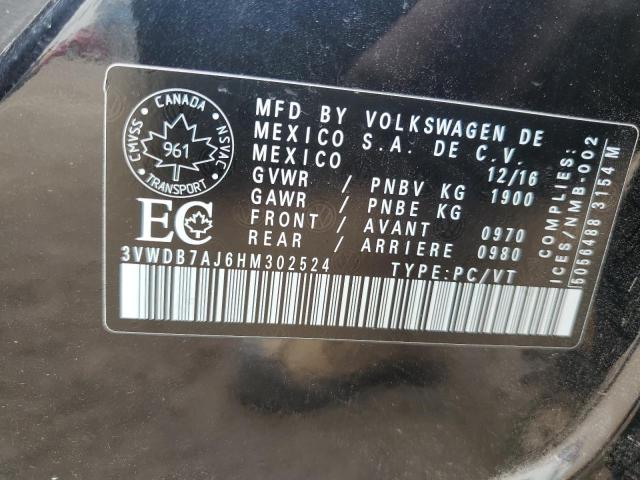 CANADA
CMVSS
NSVAC
961
TRANSPORT
EC
MFD BY VOLKSWAGEN DE
MEXICO S.A. DE C.V.
MEXICO 12/16
GVWR / PNBV KG 1900
GAWR / PNBE KG
FRONT / AVANT 0970
REAR / ARRIERE 0980
3VWDB7AJ6HM302524 TYPE:PC/VT
COMPLIES:
ICES/NMB-002
5056488 3154 M